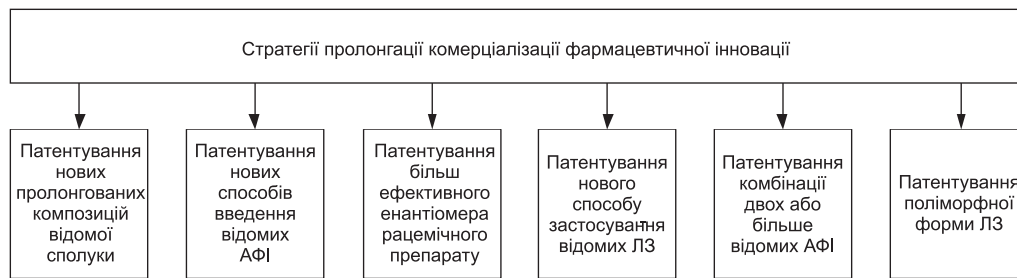 Стратегії пролонгації комерціалізації фармацевтичної інновації
Патентування
нових
пролонгованих
композицій
відомої
сполуки
Патентування
нових
способів
введення
відомих
АФІ
Патентування
більш
ефективного
енантіомера
рацемічного
препарату
Патентування
нового
способу
застосування
відомих ЛЗ
Патентування
комбінації
двох або
більше
відомих АФІ
Патентування
поліморфної
форми ЛЗ